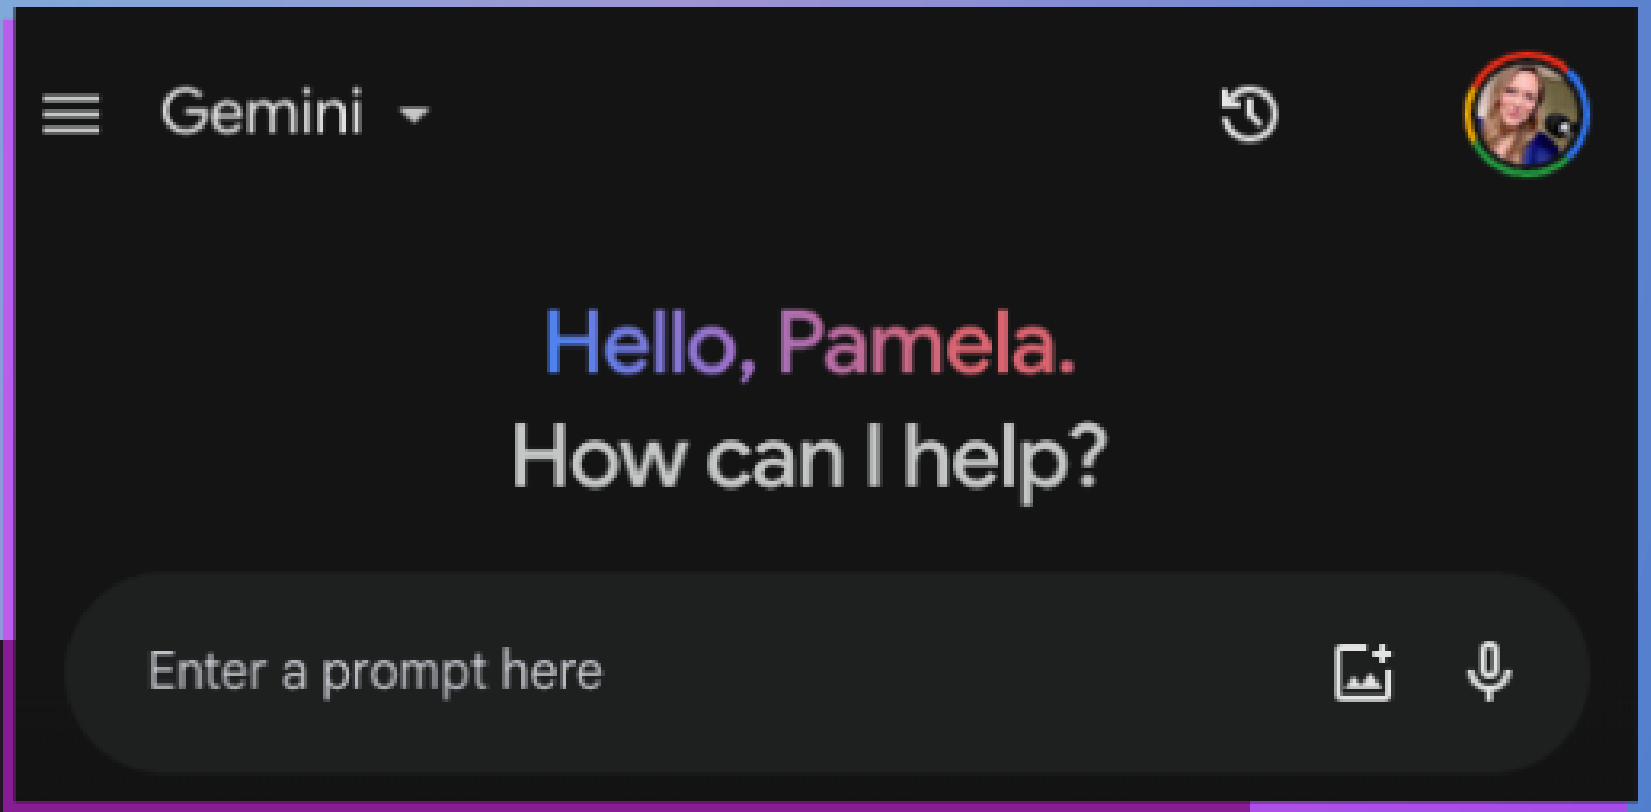 Gemini
Hello, Pamela.
How can I help?
Enter a prompt here